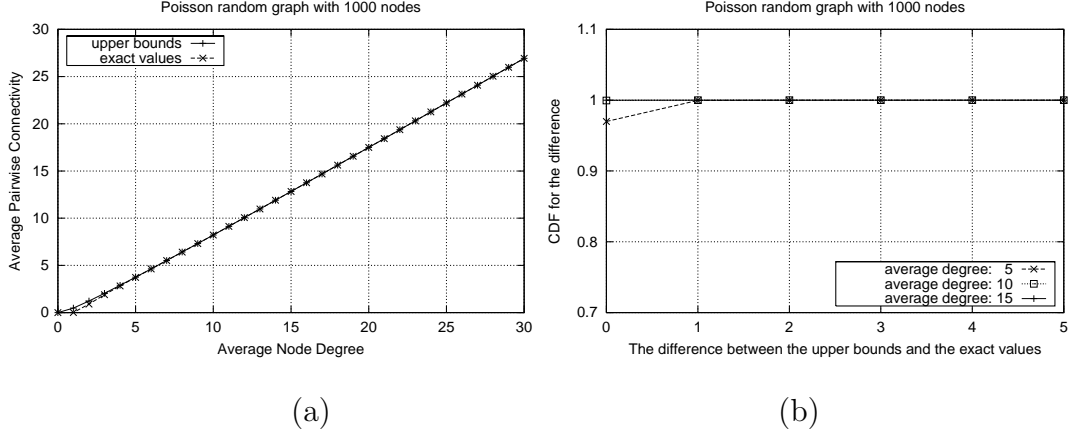 Poisson random graph with 1000 nodes
30
25
20
15
10
5
0
0 5 10 15 20 25 30
Average Pairwise Connectivity
Average Node Degree
upper bounds
exact values
(a)
Poisson random graph with 1000 nodes
1.1
1
0.9
0.8
0.7
0 1 2 3 4 5
CDF for the difference
The difference between the upper bounds and the exact values
average degree: 5
average degree: 10
average degree: 15
(b)